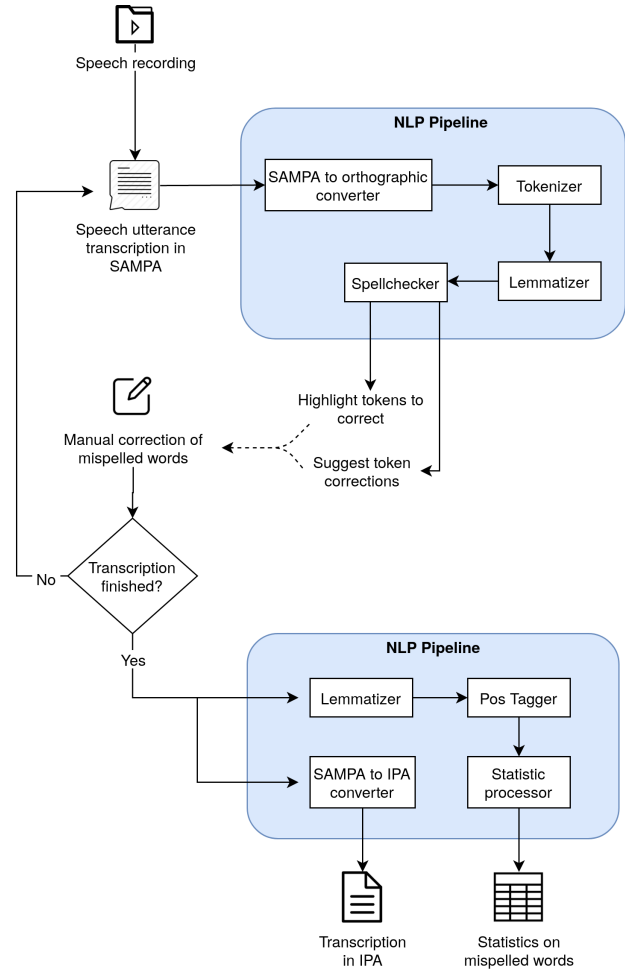 Speech recording
NLP Pipeline
SAMPA to orthographic
converter
Tokenizer
Speech utterance
transcription in
SAMPA
Spellchecker
Lemmatizer
Highlight tokens to
correct
Manual correction of
mispelled words
Suggest token
corrections
Transcription
finished?
No
Yes
NLP Pipeline
Lemmatizer
Pos Tagger
SAMPA to IPA
converter
Statistic
processor
Transcription
in IPA
Statistics on
mispelled words